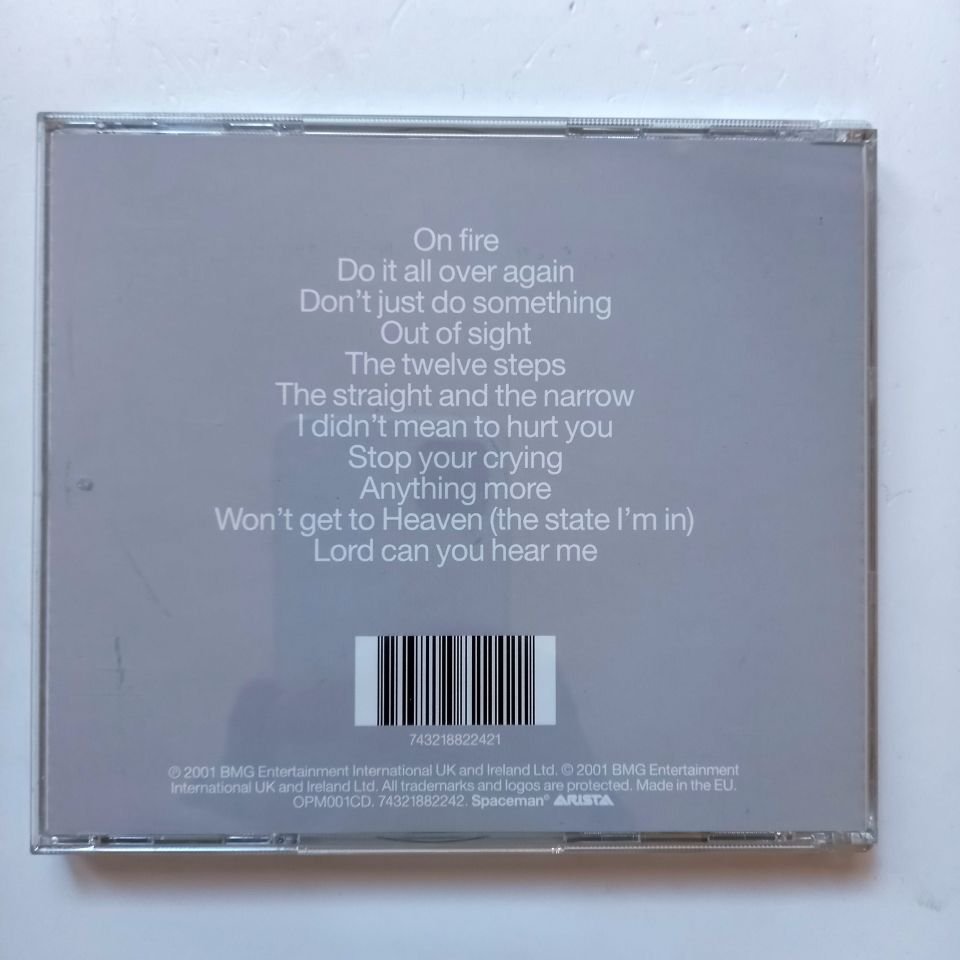 On fire
Do it all over again
Don't just do something
Out of sight
The twelve steps
The straight and the narrow
I didn't mean to hurt you
Stop your crying
Anything more
Won't get to Heaven (the state I'm in)
Lord can you hear me
743218822421
℗ 2001 BMG Entertainment International UK and Ireland Ltd. © 2001 BMG Entertainment
International UK and Ireland Ltd. All trademarks and logos are protected. Made in the EU.
OPM001CD. 74321882242. Spaceman® ARISTA